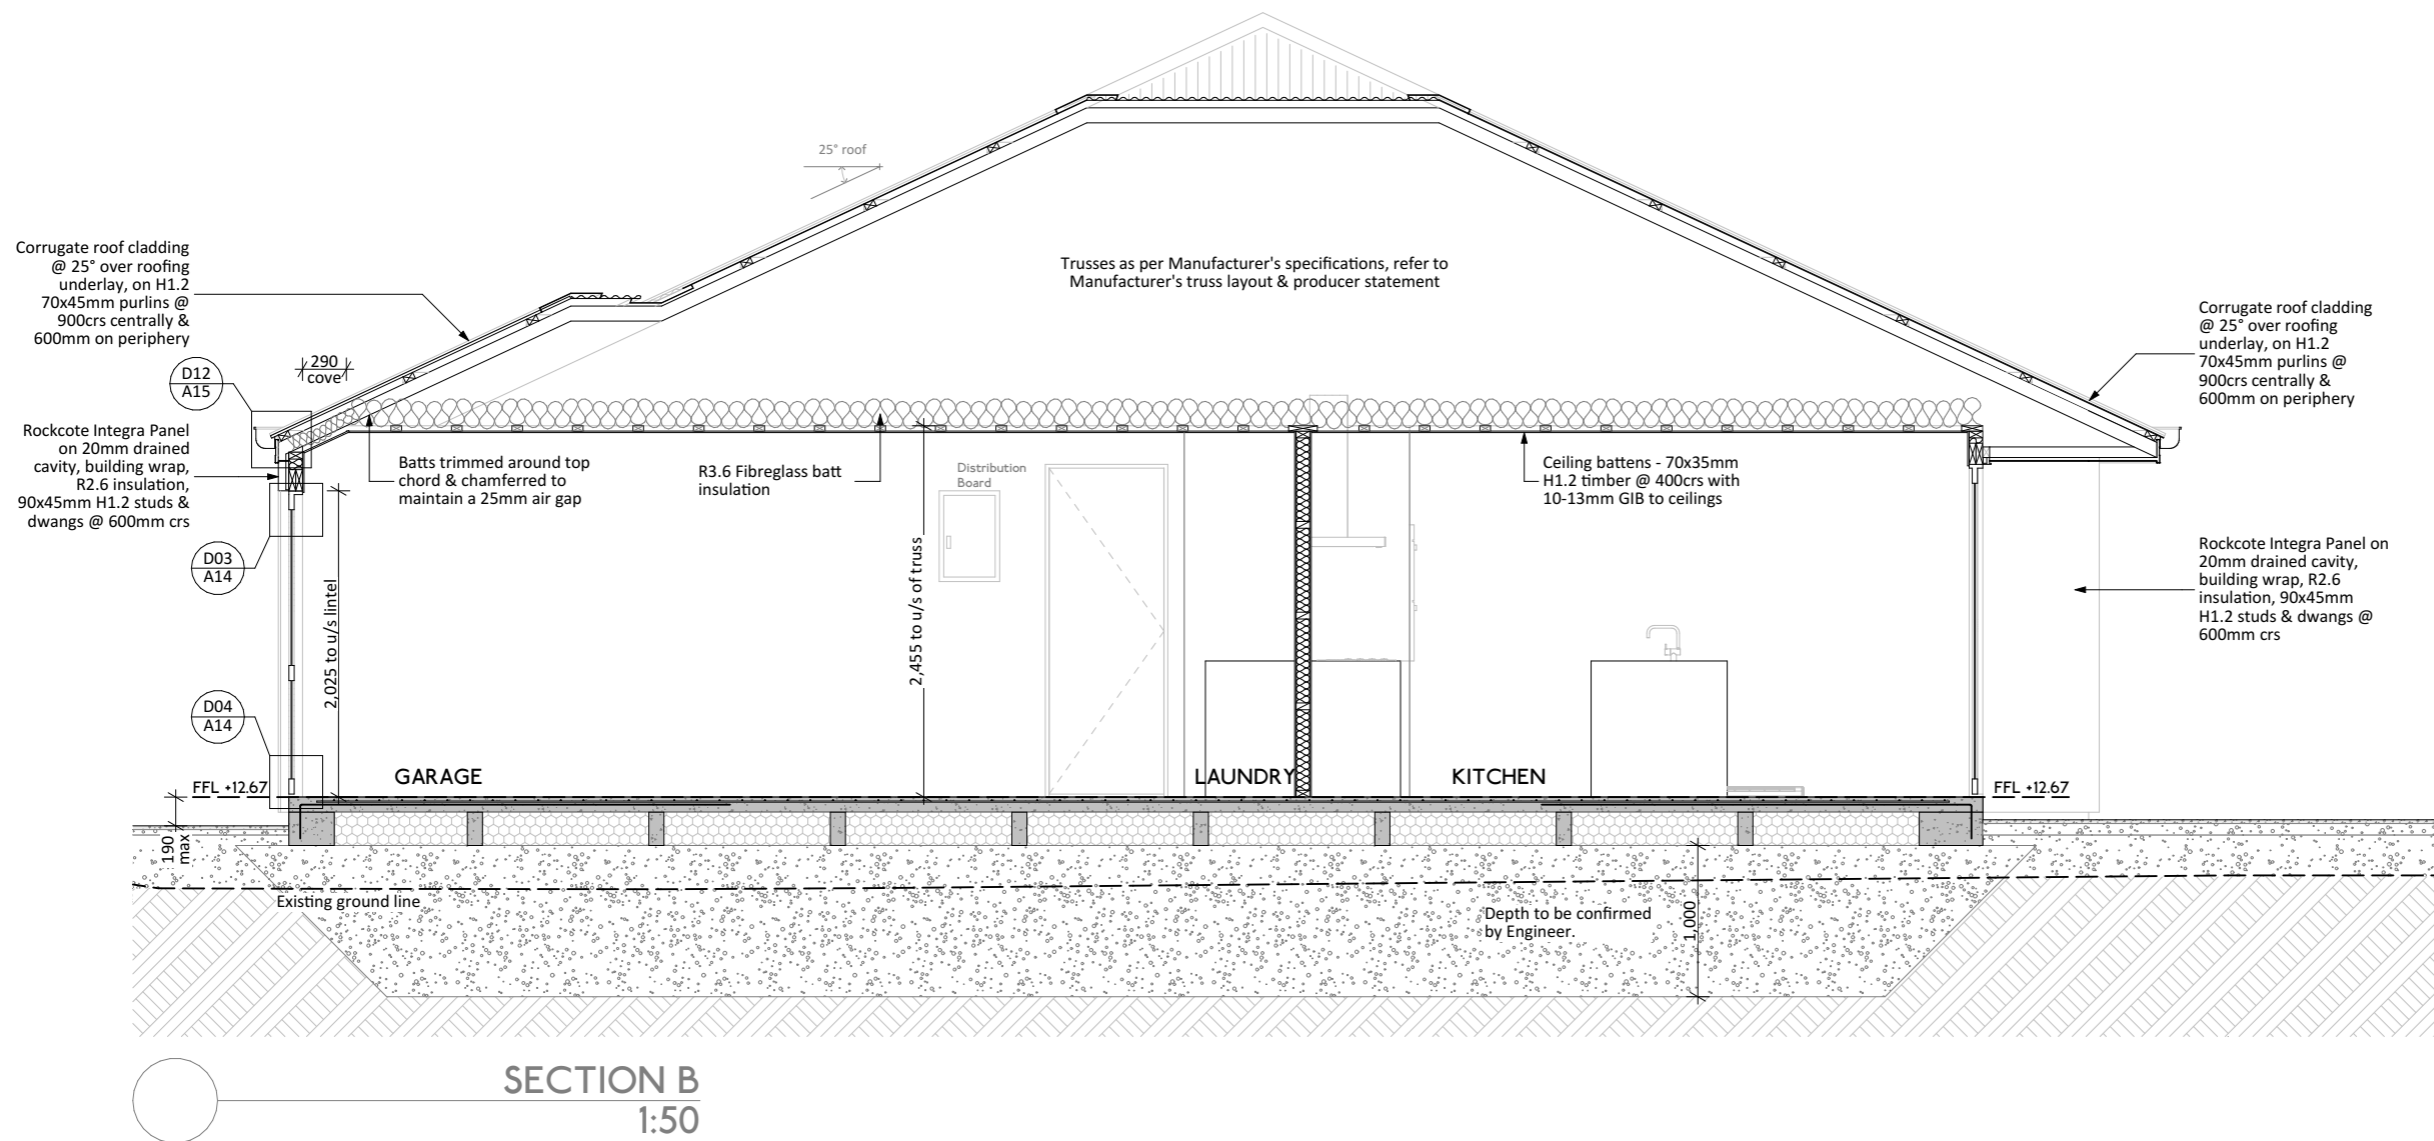 25° roof
Corrugate roof cladding
@ 25° over roofing
underlay, on H1.2
70x45mm purlins @
900crs centrally &
600mm on periphery
Trusses as per Manufacturer's specifications, refer to
Manufacturer's truss layout & producer statement
Corrugate roof cladding
@ 25° over roofing
underlay, on H1.2
70x45mm purlins @
900crs centrally &
600mm on periphery
290
cove
D12
A15
Rockcote Integra Panel
on 20mm drained
cavity, building wrap,
R2.6 insulation,
90x45mm H1.2 studs &
dwangs @ 600mm crs
Batts trimmed around top
chord & chamferred to
maintain a 25mm air gap
R3.6 Fibreglass batt
insulation
Distribution
Board
Ceiling battens - 70x35mm
H1.2 timber @ 400crs with
10-13mm GIB to ceilings
D03
A14
2,025 to u/s lintel
2,455 to u/s of truss
Rockcote Integra Panel on
20mm drained cavity,
building wrap, R2.6
insulation, 90x45mm
H1.2 studs & dwangs @
600mm crs
D04
A14
GARAGE
LAUNDRY
KITCHEN
FFL +12.67
FFL +12.67
190
max
Existing ground line
Depth to be confirmed
by Engineer.
1,000
SECTION B
1:50